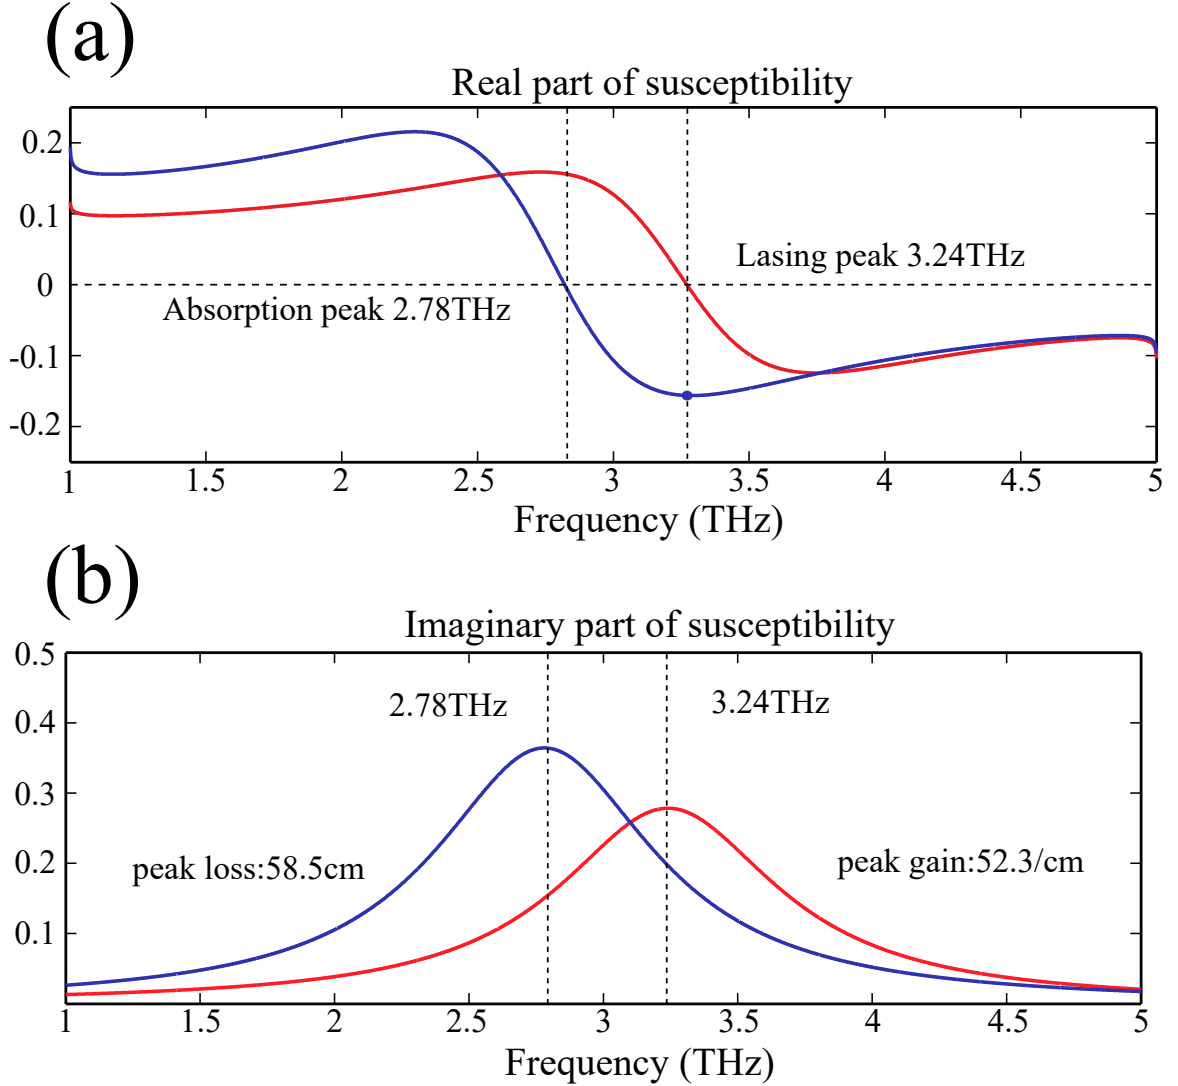 (a)
Real part of susceptibility
0.2
0.1
0
-0.1
-0.2
Lasing peak 3.24THz
Absorption peak 2.78THz
1 1.5 2 2.5 3 3.5 4 4.5 5
Frequency (THz)
(b)
Imaginary part of susceptibility
0.5
0.4
0.3
0.2
0.1
2.78THz
3.24THz
peak loss:58.5cm
peak gain:52.3/cm
1 1.5 2 2.5 3 3.5 4 4.5 5
Frequency (THz)